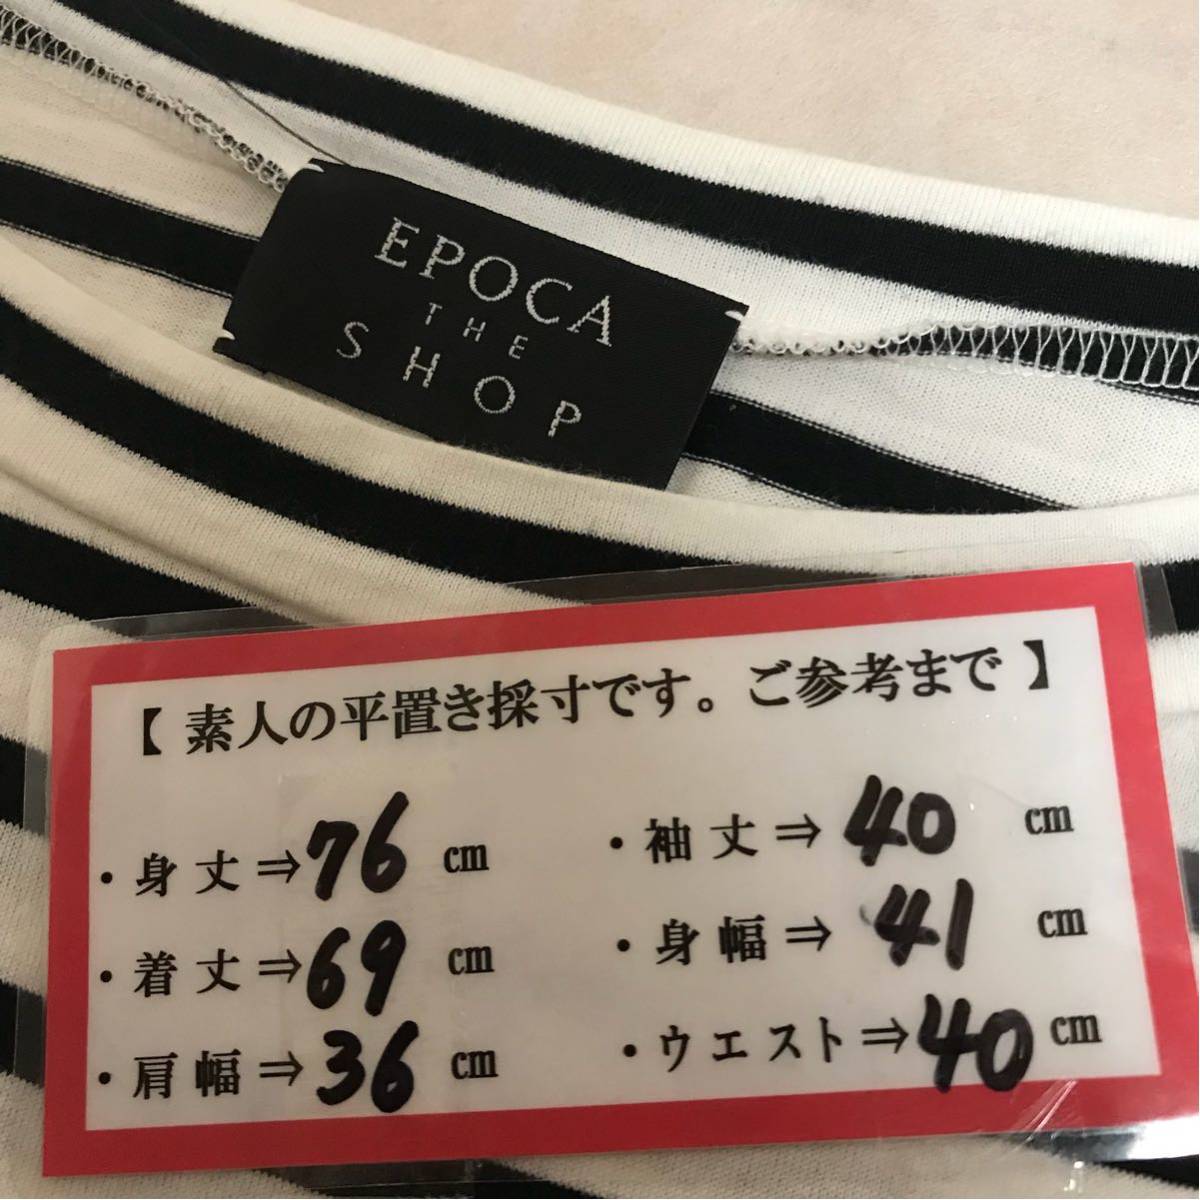 EPOCA
THE
SHOP
【 素人の平置き採寸です。ご参考まで 】
・身丈⇒76 ㎝
・着丈⇒69 ㎝
・肩幅⇒36 ㎝
・袖丈⇒40 ㎝
・身幅⇒41 ㎝
・ウエスト⇒40 ㎝